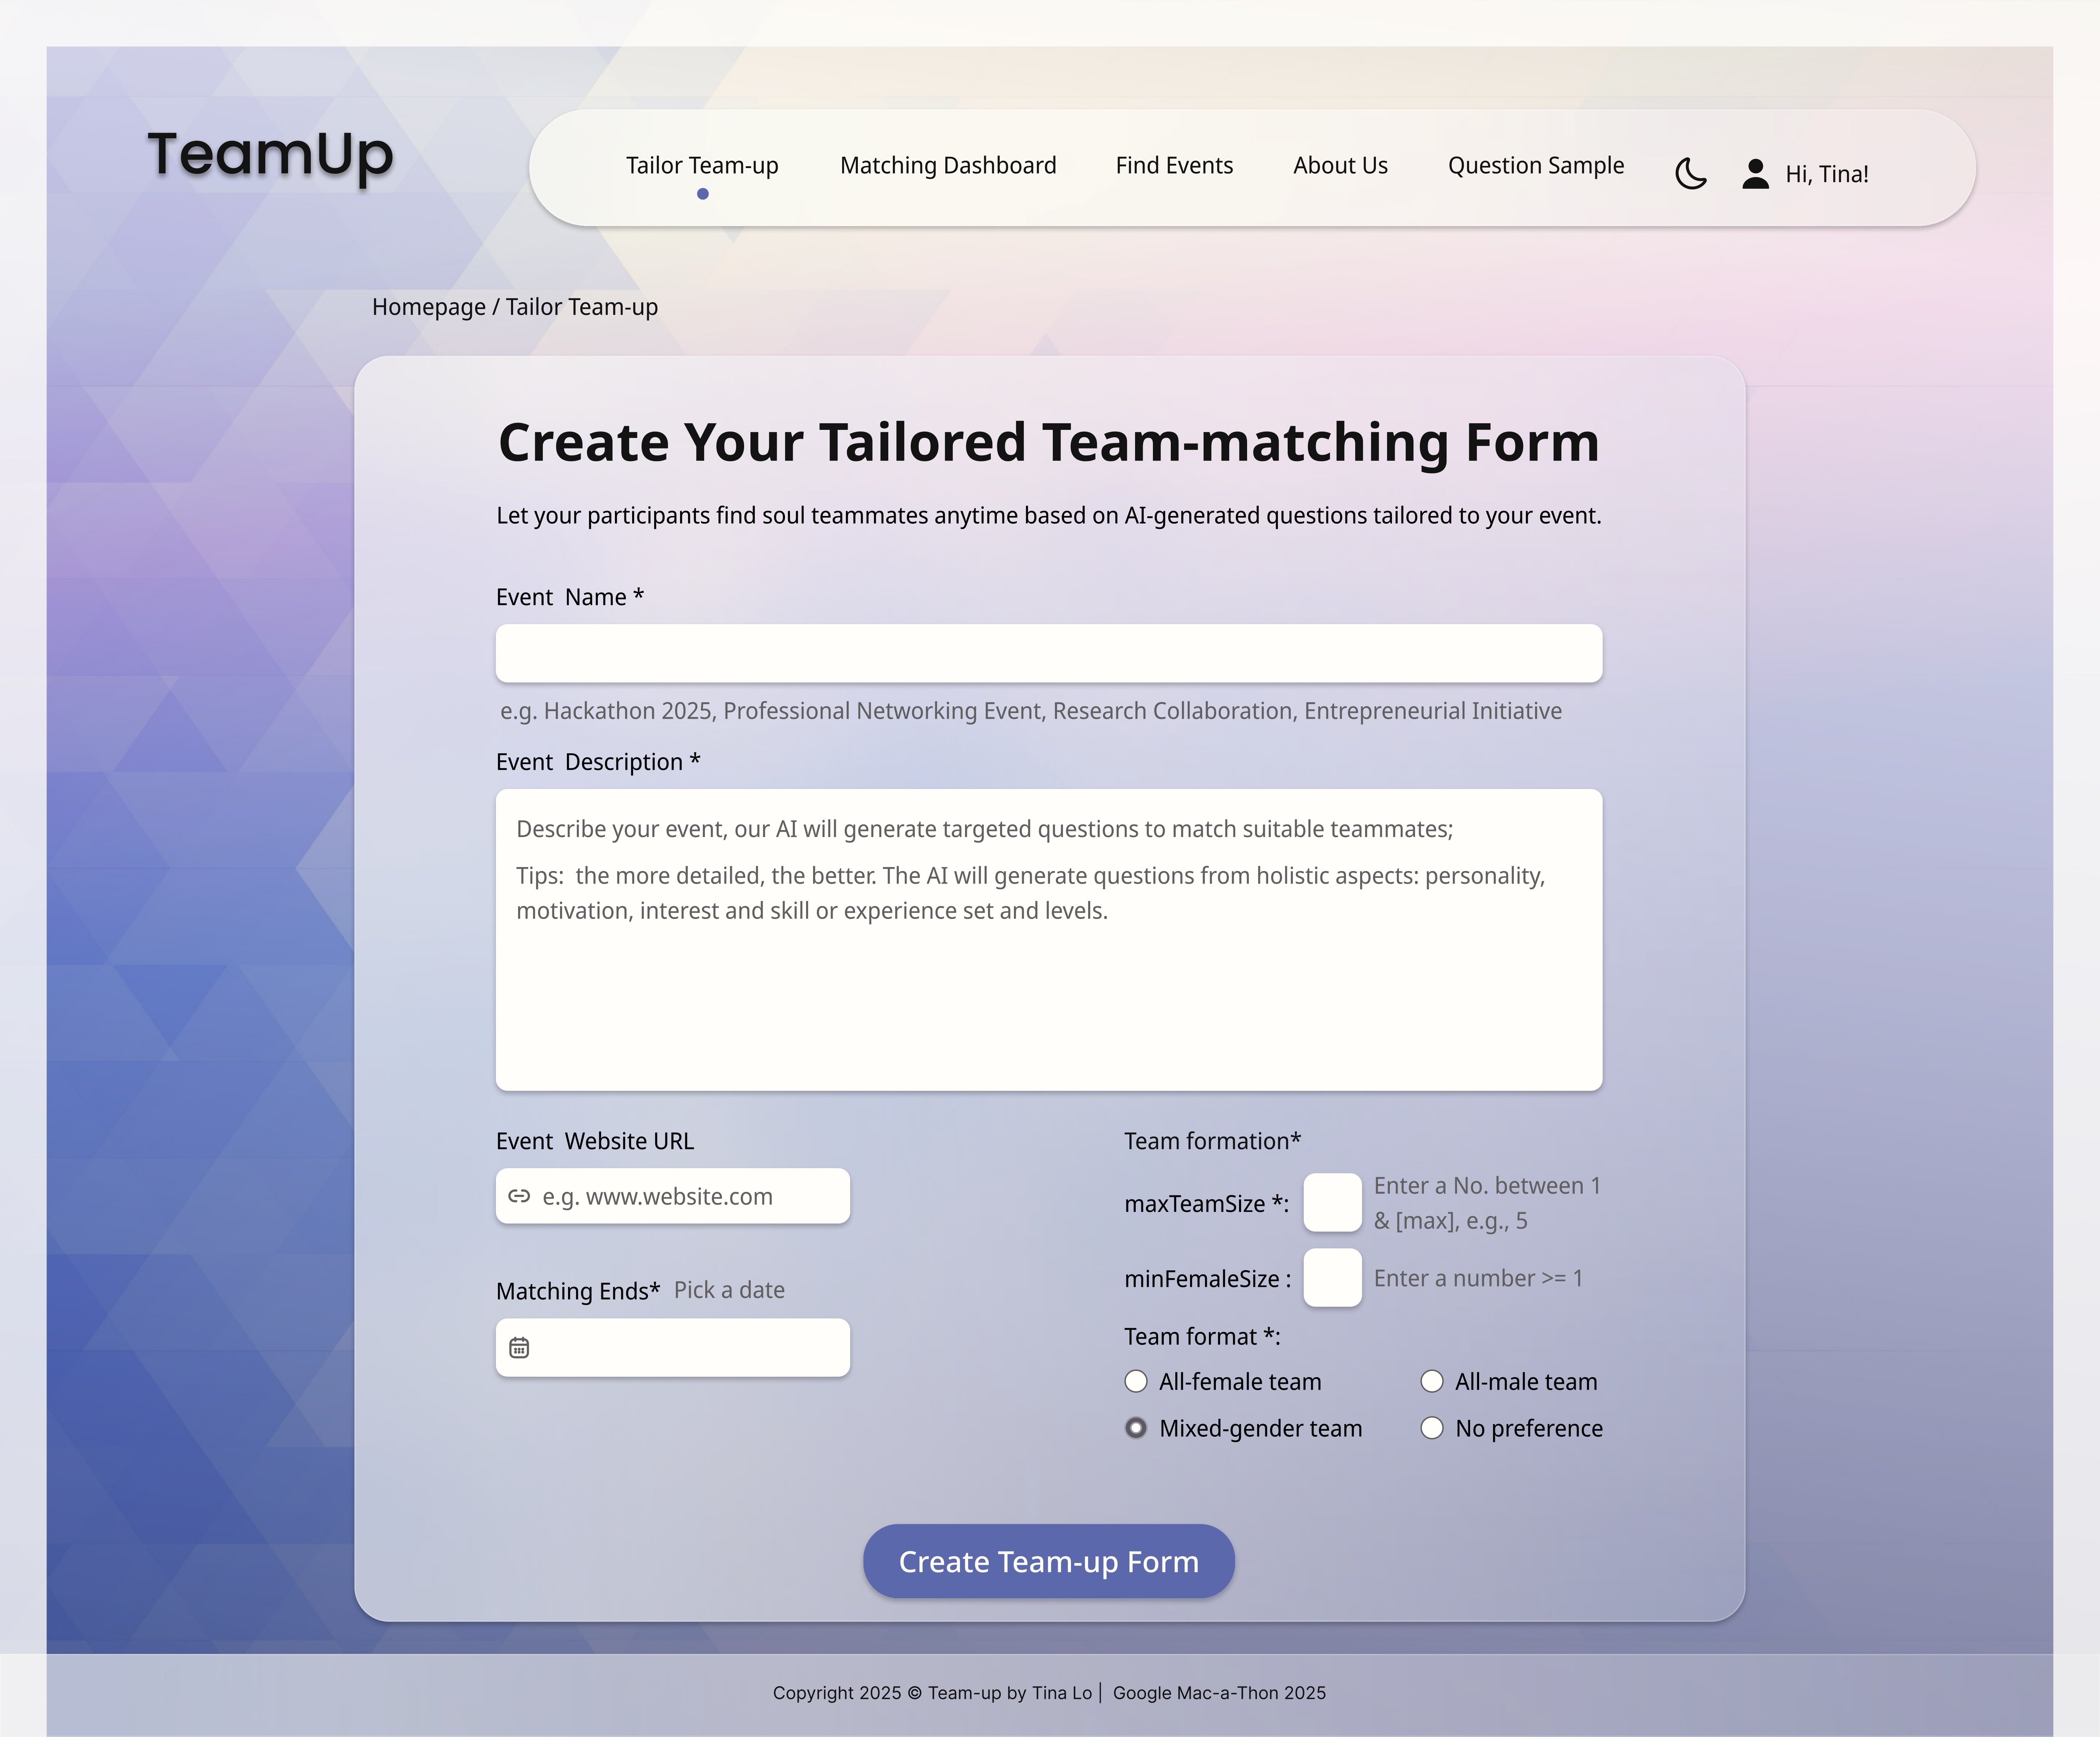 TeamUp
Tailor Team-up
Matching Dashboard
Find Events
About Us
Question Sample
Hi, Tina!
Homepage / Tailor Team-up
Create Your Tailored Team-matching Form
Let your participants find soul teammates anytime based on AI-generated questions tailored to your event.
Event  Name *
e.g. Hackathon 2025, Professional Networking Event, Research Collaboration, Entrepreneurial Initiative
Event  Description *
Describe your event, our AI will generate targeted questions to match suitable teammates;
Tips:  the more detailed, the better. The AI will generate questions from holistic aspects: personality,
motivation, interest and skill or experience set and levels.
Event  Website URL
e.g. www.website.com
Matching Ends*  Pick a date
Team formation*
maxTeamSize *:
Enter a No. between 1
& [max], e.g., 5
minFemaleSize :
Enter a number >= 1
Team format *:
All-female team
All-male team
Mixed-gender team
No preference
Create Team-up Form
Copyright 2025 © Team-up by Tina Lo |  Google Mac-a-Thon 2025